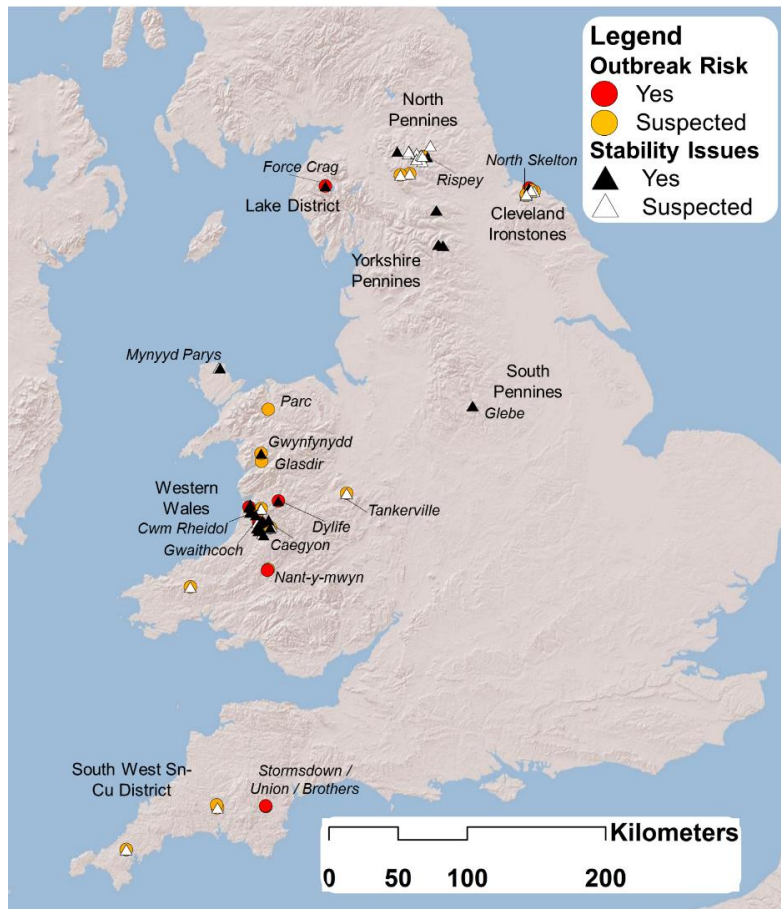 Legend
Outbreak Risk
Yes
Suspected
Stability Issues
Yes
Suspected
North
Pennines
Force Crag
Lake District
Rispey
North Skelton
Cleveland
Ironstones
Yorkshire
Pennines
Mynyyd Parys
South
Pennines
Glebe
Parc
Gwynfynydd
Glasdir
Western
Wales
Tankerville
Cwm Rheidol
Dylife
Gwaithcoch
Caegyon
Nant-y-mwyn
South West Sn-
Cu District
Stormsdown /
Union / Brothers
Kilometers
0 50 100 200